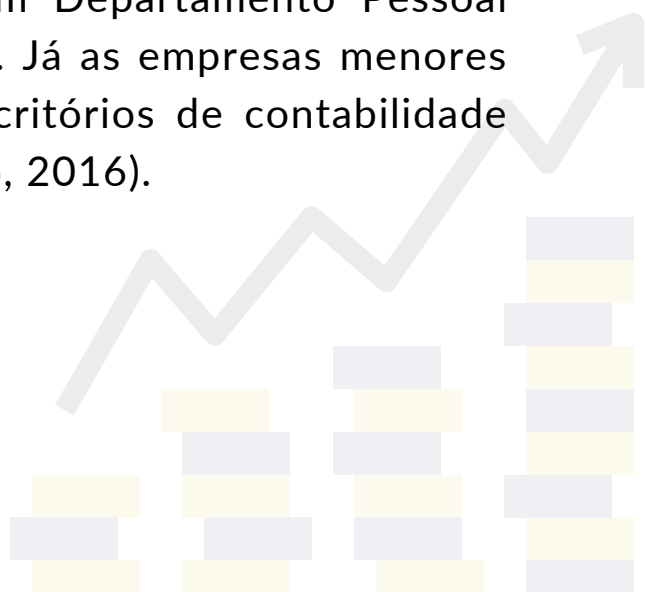 Departamento Pessoal
. Já as empresas menores
critórios de contabilidade
, 2016).